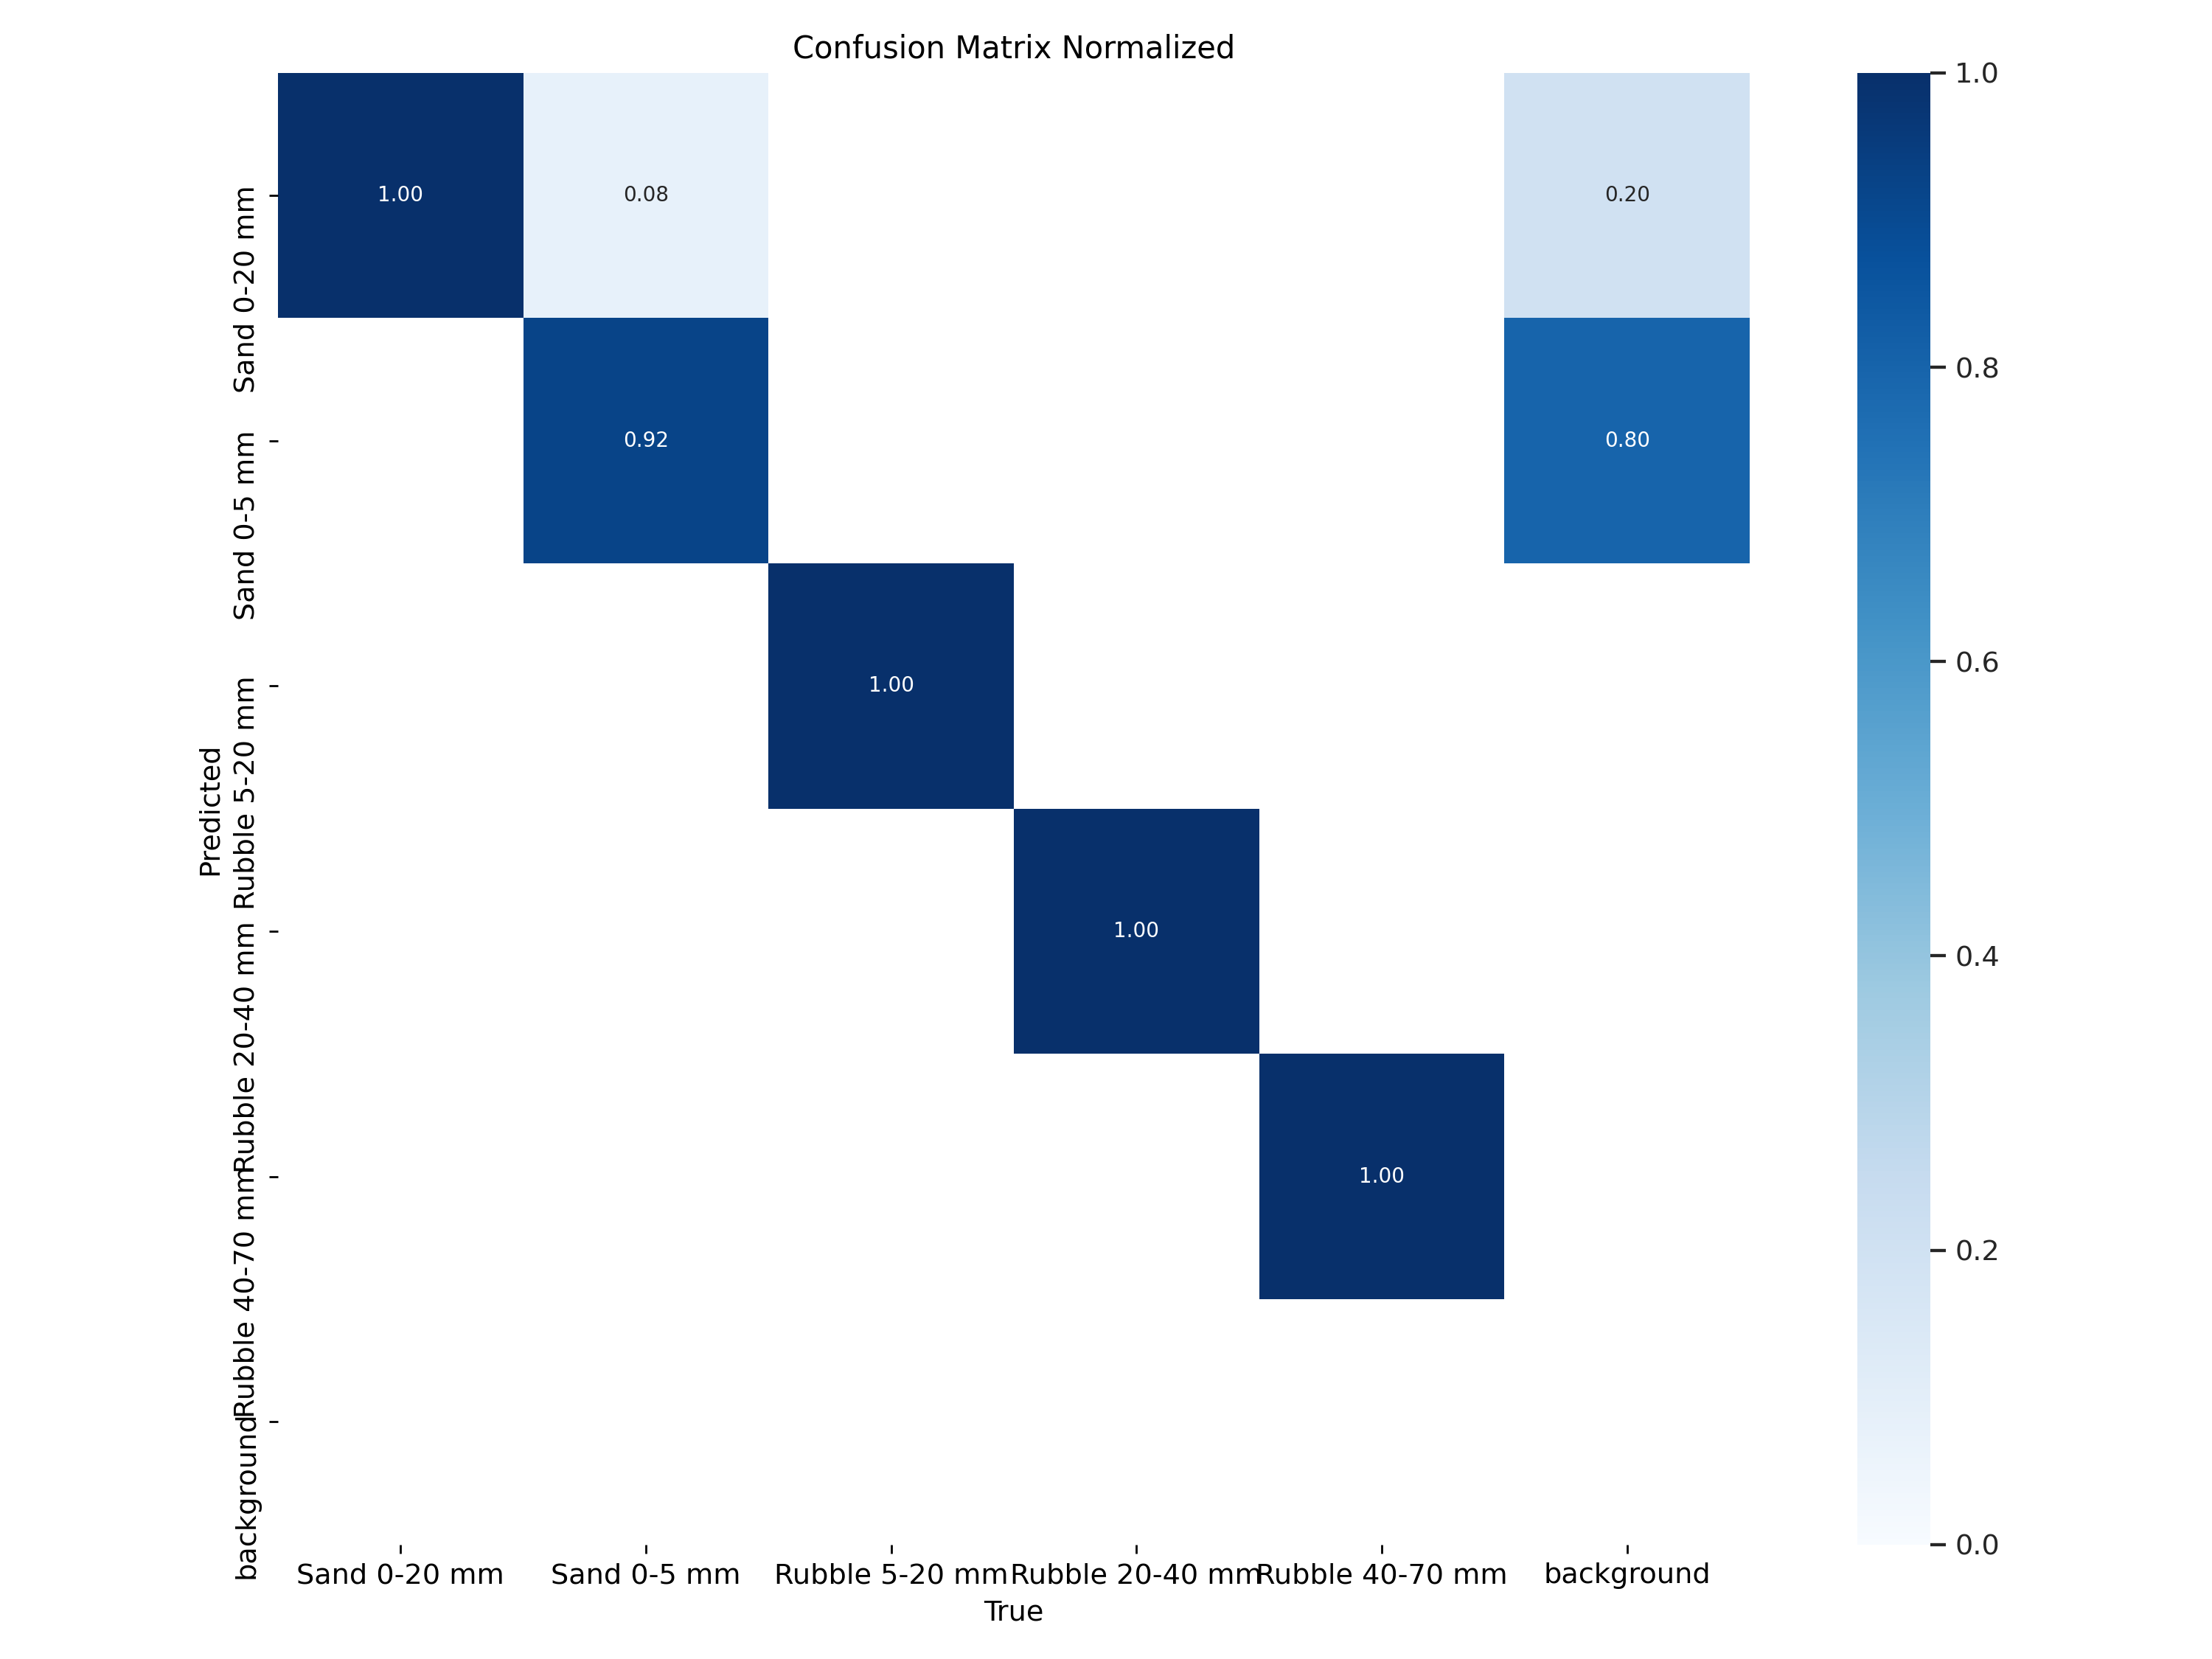 Confusion Matrix Normalized
1.00
0.08
0.20
0.92
0.80
1.00
1.00
1.00
Predicted
Sand 0-20 mm
Sand 0-5 mm
Rubble 5-20 mm
Rubble 20-40 mm
Rubble 40-70 mm
background
Sand 0-20 mm
Sand 0-5 mm
Rubble 5-20 mm
Rubble 20-40 mm
Rubble 40-70 mm
background
True
1.0
0.8
0.6
0.4
0.2
0.0